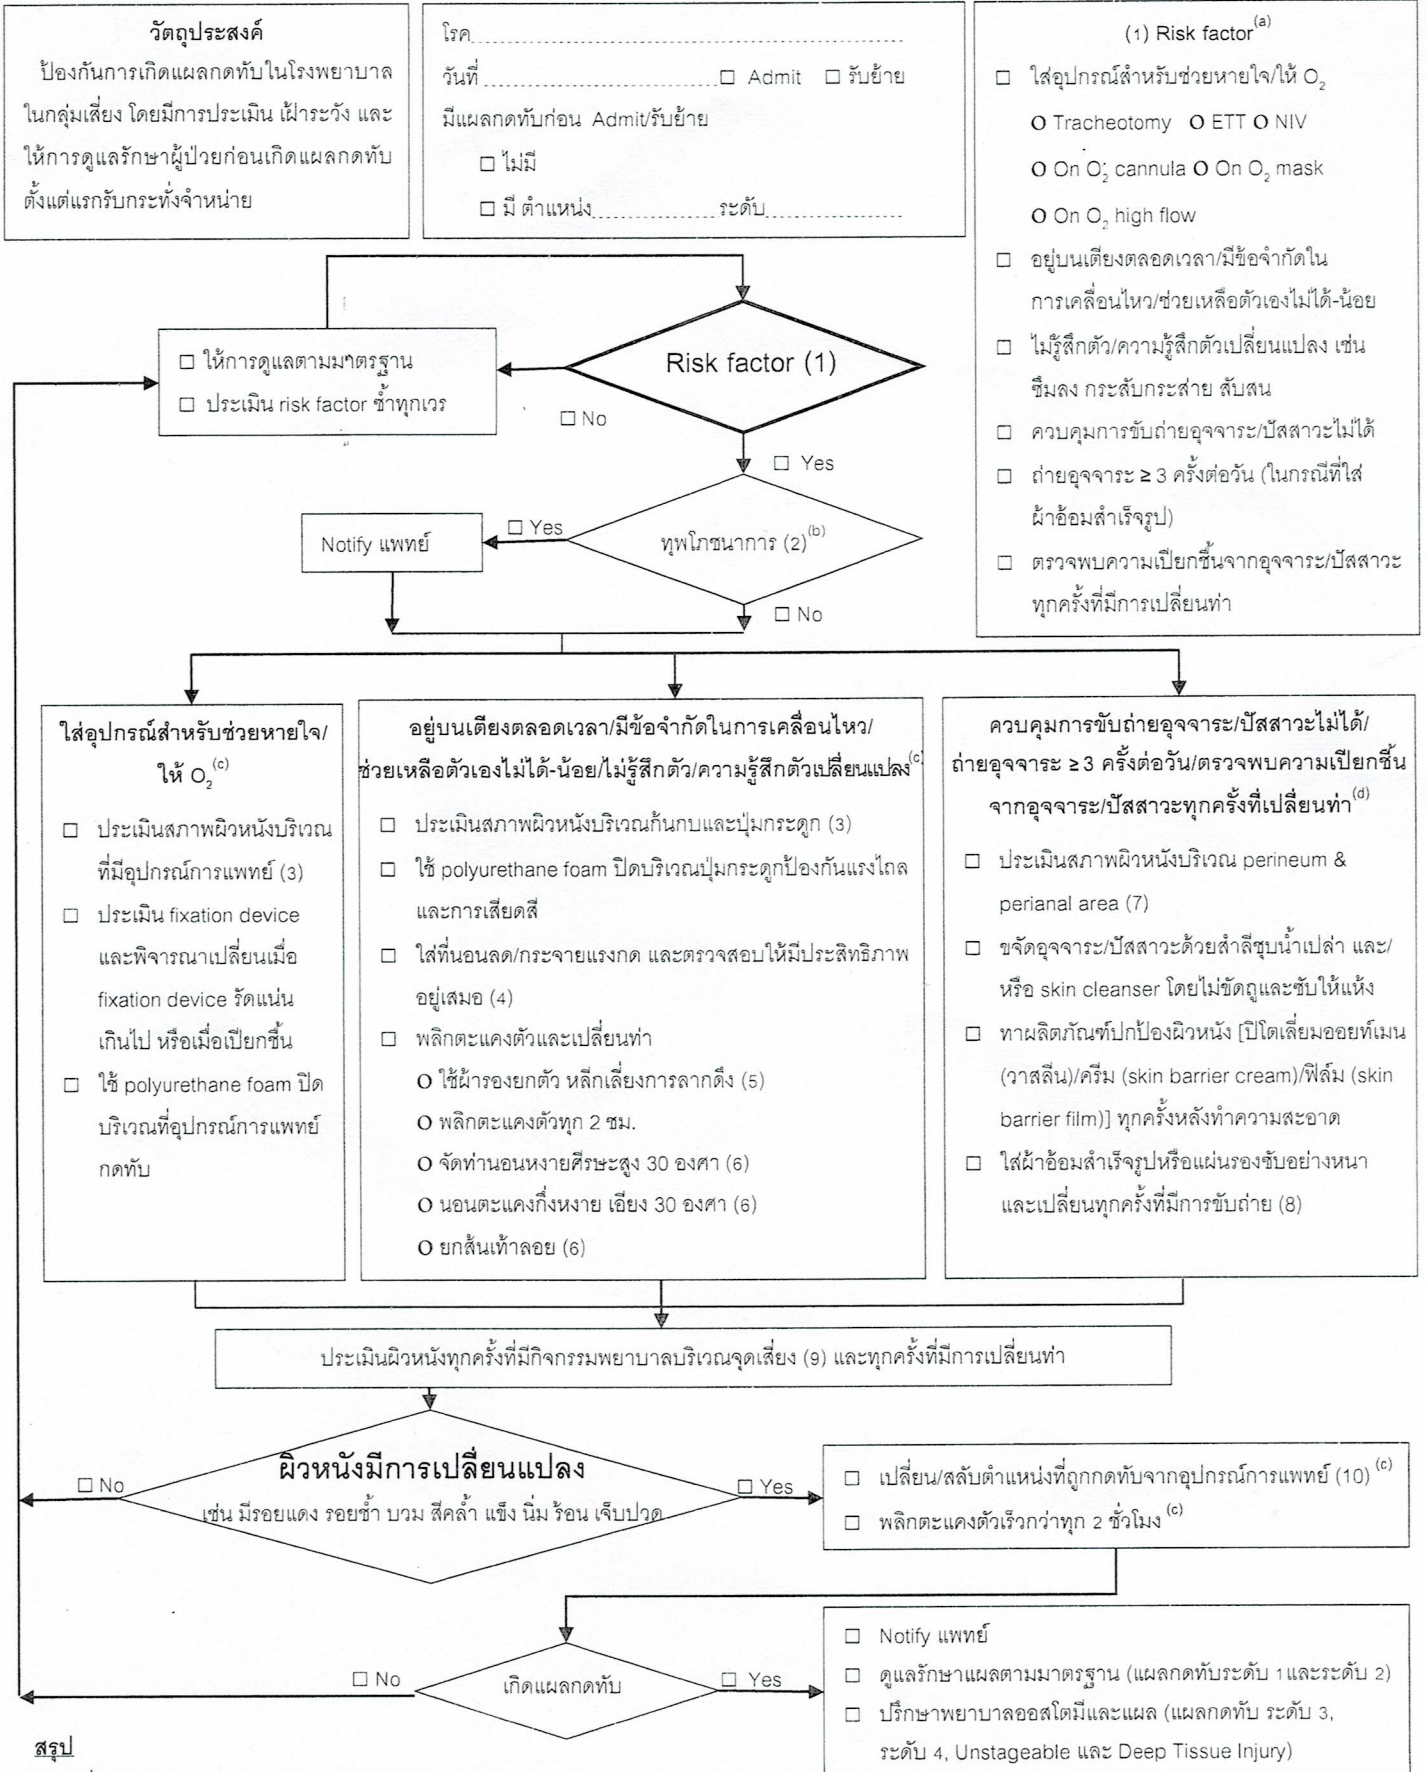 วัตถุประสงค์
ป้องกันการเกิดแผลกดทับในโรงพยาบาล
ในกลุ่มเสี่ยง โดยมีการประเมิน เฝ้าระวัง และ
ให้การดูแลรักษาผู้ป่วยก่อนเกิดแผลกดทับ
ตั้งแต่แรกรับกระทั่งจำหน่าย
โรค
วันที่ □ Admit □ รับย้าย
มีแผลกดทับก่อน Admit/รับย้าย
□ ไม่มี
□ มี ตำแหน่ง ระดับ
(1) Risk factor(a)
□ ใส่อุปกรณ์สำหรับช่วยหายใจ/ให้ O2
O Tracheotomy O ETT O NIV
O On O2 cannula O On O2 mask
O On O2 high flow
□ อยู่บนเตียงตลอดเวลา/มีข้อจำกัดใน
การเคลื่อนไหว/ช่วยเหลือตัวเองไม่ได้-น้อย
□ ไม่รู้สึกตัว/ความรู้สึกตัวเปลี่ยนแปลง เช่น
ซึมลง กระสับกระส่าย สับสน
□ ควบคุมการขับถ่ายอุจจาระ/ปัสสาวะไม่ได้
□ ถ่ายอุจจาระ ≥ 3 ครั้งต่อวัน (ในกรณีที่ใส่
ผ้าอ้อมสำเร็จรูป)
□ ตรวจพบความเปียกชื้นจากอุจจาระ/ปัสสาวะ
ทุกครั้งที่มีการเปลี่ยนท่า
Risk factor (1)
□ ให้การดูแลตามมาตรฐาน
□ ประเมิน risk factor ซ้ำทุกเวร
□ No
□ Yes
ทุพโภชนาการ (2)(b)
□ Yes
Notify แพทย์
□ No
ใส่อุปกรณ์สำหรับช่วยหายใจ/
ให้ O2(c)
□ ประเมินสภาพผิวหนังบริเวณ
ที่มีอุปกรณ์การแพทย์ (3)
□ ประเมิน fixation device
และพิจารณาเปลี่ยนเมื่อ
fixation device รัดแน่น
เกินไป หรือเมื่อเปียกชื้น
□ ใช้ polyurethane foam ปิด
บริเวณที่อุปกรณ์การแพทย์
กดทับ
อยู่บนเตียงตลอดเวลา/มีข้อจำกัดในการเคลื่อนไหว/
ช่วยเหลือตัวเองไม่ได้-น้อย/ไม่รู้สึกตัว/ความรู้สึกตัวเปลี่ยนแปลง(c)
□ ประเมินสภาพผิวหนังบริเวณก้นกบและปุ่มกระดูก (3)
□ ใช้ polyurethane foam ปิดบริเวณปุ่มกระดูกป้องกันแรงไถล
และการเสียดสี
□ ใส่ที่นอนลด/กระจายแรงกด และตรวจสอบให้มีประสิทธิภาพ
อยู่เสมอ (4)
□ พลิกตะแคงตัวและเปลี่ยนท่า
O ใช้ผ้ารองยกตัว หลีกเลี่ยงการลากดึง (5)
O พลิกตะแคงตัวทุก 2 ชม.
O จัดท่านอนหงายศีรษะสูง 30 องศา (6)
O นอนตะแคงกึ่งหงาย เอียง 30 องศา (6)
O ยกส้นเท้าลอย (6)
ควบคุมการขับถ่ายอุจจาระ/ปัสสาวะไม่ได้/
ถ่ายอุจจาระ ≥ 3 ครั้งต่อวัน/ตรวจพบความเปียกชื้น
จากอุจจาระ/ปัสสาวะทุกครั้งที่เปลี่ยนท่า(d)
□ ประเมินสภาพผิวหนังบริเวณ perineum &
perianal area (7)
□ ขจัดอุจจาระ/ปัสสาวะด้วยสำลีชุบน้ำเปล่า และ/
หรือ skin cleanser โดยไม่ขัดถูและซับให้แห้ง
□ ทาผลิตภัณฑ์ปกป้องผิวหนัง [ปิโตเลี่ยมออยท์เมน
(วาสลีน)/ครีม (skin barrier cream)/ฟิล์ม (skin
barrier film)] ทุกครั้งหลังทำความสะอาด
□ ใส่ผ้าอ้อมสำเร็จรูปหรือแผ่นรองซับอย่างหนา
และเปลี่ยนทุกครั้งที่มีการขับถ่าย (8)
ประเมินผิวหนังทุกครั้งที่มีกิจกรรมพยาบาลบริเวณจุดเสี่ยง (9) และทุกครั้งที่มีการเปลี่ยนท่า
ผิวหนังมีการเปลี่ยนแปลง
เช่น มีรอยแดง รอยช้ำ บวม สีคล้ำ แข็ง นิ่ม ร้อน เจ็บปวด
□ No
□ Yes
□ เปลี่ยน/สลับตำแหน่งที่ถูกกดทับจากอุปกรณ์การแพทย์ (10) (c)
□ พลิกตะแคงตัวเร็วกว่าทุก 2 ชั่วโมง (c)
□ No
เกิดแผลกดทับ
□ Yes
□ Notify แพทย์
□ ดูแลรักษาแผลตามมาตรฐาน (แผลกดทับระดับ 1และระดับ 2)
□ ปรึกษาพยาบาลออสโตมีและแผล (แผลกดทับ ระดับ 3,
ระดับ 4, Unstageable และ Deep Tissue Injury)
สรุป